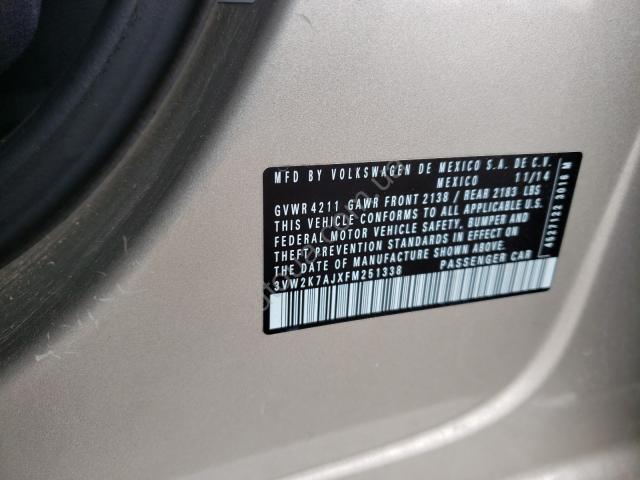 MFD BY VOLKSWAGEN DE MEXICO S.A. DE C.V.
MEXICO 11/14
GVWR 4211 GAWR FRONT 2138 / REAR 2183 LBS
THIS VEHICLE CONFORMS TO ALL APPLICABLE U.S.
FEDERAL MOTOR VEHICLE SAFETY, BUMPER AND
THEFT PREVENTION STANDARDS IN EFFECT ON
THE DATE OF MANUFACTURE SHOWN ABOVE.
3VW2K7AJXFM251338 PASSENGER CAR